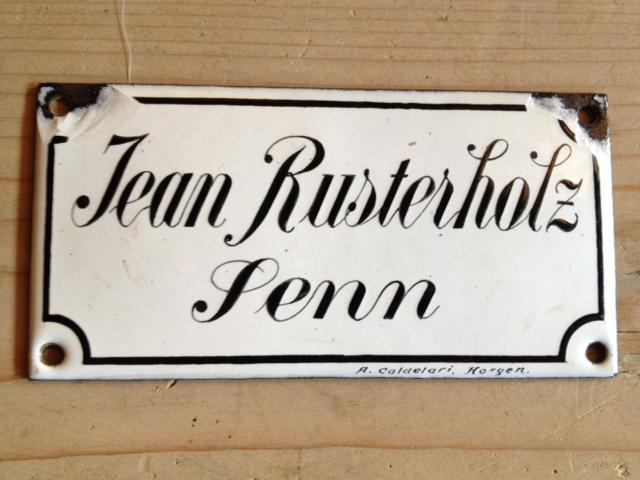 Jean Rusterholz
Senn
A. Caldelari, Horgen.